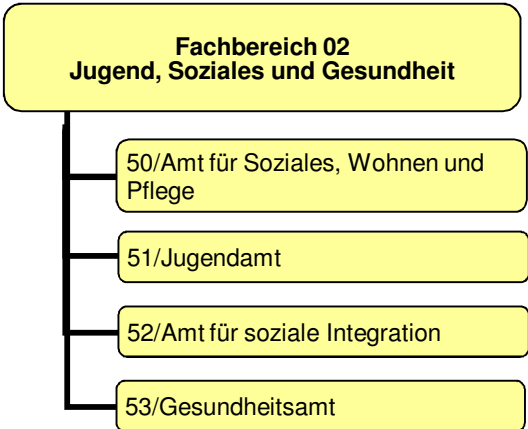 Fachbereich 02
Jugend, Soziales und Gesundheit
50/Amt für Soziales, Wohnen und
Pflege
51/Jugendamt
52/Amt für soziale Integration
53/Gesundheitsamt